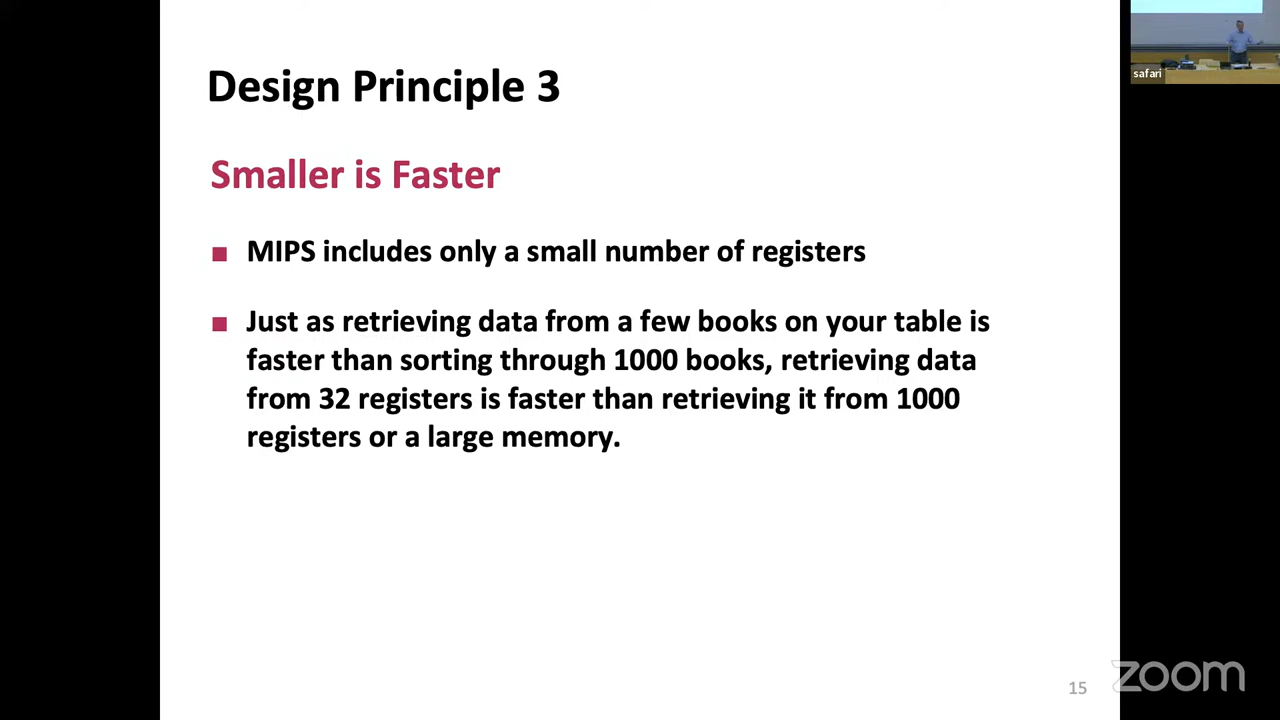 Design Principle 3
Smaller is Faster
MIPS includes only a small number of registers
Just as retrieving data from a few books on your table is
faster than sorting through 1000 books, retrieving data
from 32 registers is faster than retrieving it from 1000
registers or a large memory.
15
safari
zoom